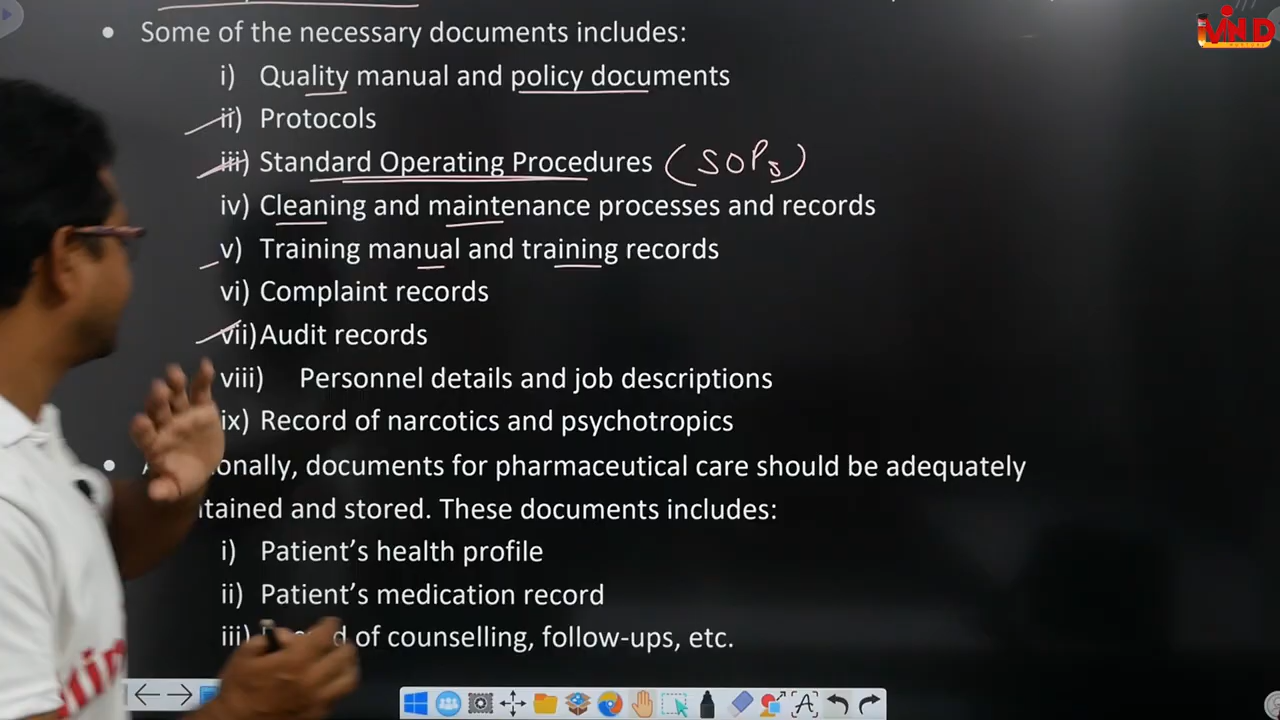 • Some of the necessary documents includes:
i) Quality manual and policy documents
ii) Protocols
iii) Standard Operating Procedures (SOPs)
iv) Cleaning and maintenance processes and records
v) Training manual and training records
vi) Complaint records
vii) Audit records
viii) Personnel details and job descriptions
ix) Record of narcotics and psychotropics
documents for pharmaceutical care should be adequately
and stored. These documents includes:
i) Patient's health profile
ii) Patient's medication record
iii) of counselling, follow-ups, etc.